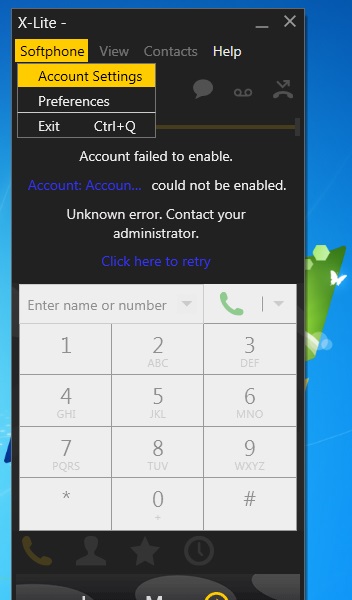 X-Lite -
Softphone View Contacts Help
Account Settings
Preferences
Exit Ctrl+Q
Account failed to enable.
Account: Accoun... could not be enabled.
Unknown error. Contact your
administrator.
Click here to retry
Enter name or number
1 2 3
ABC DEF
4 5 6
GHI JKL MNO
7 8 9
PQRS TUV WXYZ
* 0 #
+